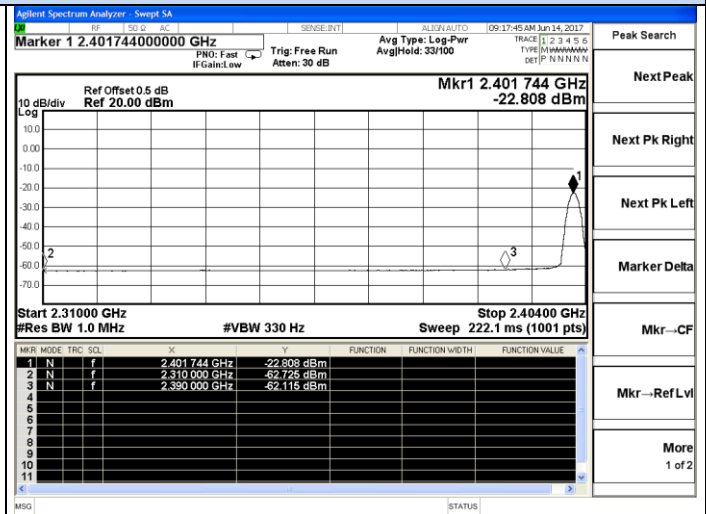 Agilent Spectrum Analyzer - Swept SA
RF 50 Ω AC SENSE:INT ALIGN AUTO 09:17:45 AM Jun 14, 2017
Marker 1 2.401744000000 GHz
PNO: Fast
IFGain:Low
Trig: Free Run
Atten: 30 dB
Avg Type: Log-Pwr
Avg|Hold: 33/100
TRACE 1 2 3 4 5 6
TYPE M WWWWW
DET P N N N N N
Ref Offset 0.5 dB
10 dB/div Ref 20.00 dBm
Log
Mkr1 2.401 744 GHz
-22.808 dBm
10.0
0.00
-10.0
-20.0
-30.0
-40.0
-50.0
-60.0
-70.0
1
2
3
Start 2.31000 GHz Stop 2.40400 GHz
#Res BW 1.0 MHz #VBW 330 Hz Sweep 222.1 ms (1001 pts)
MKR MODE TRC SCL X Y FUNCTION FUNCTION WIDTH FUNCTION VALUE
1 N f 2.401 744 GHz -22.808 dBm
2 N f 2.310 000 GHz -62.725 dBm
3 N f 2.390 000 GHz -62.115 dBm
4
5
6
7
8
9
10
11
MSG STATUS
Peak Search
Next Peak
Next Pk Right
Next Pk Left
Marker Delta
Mkr→CF
Mkr→Ref Lvl
More
1 of 2